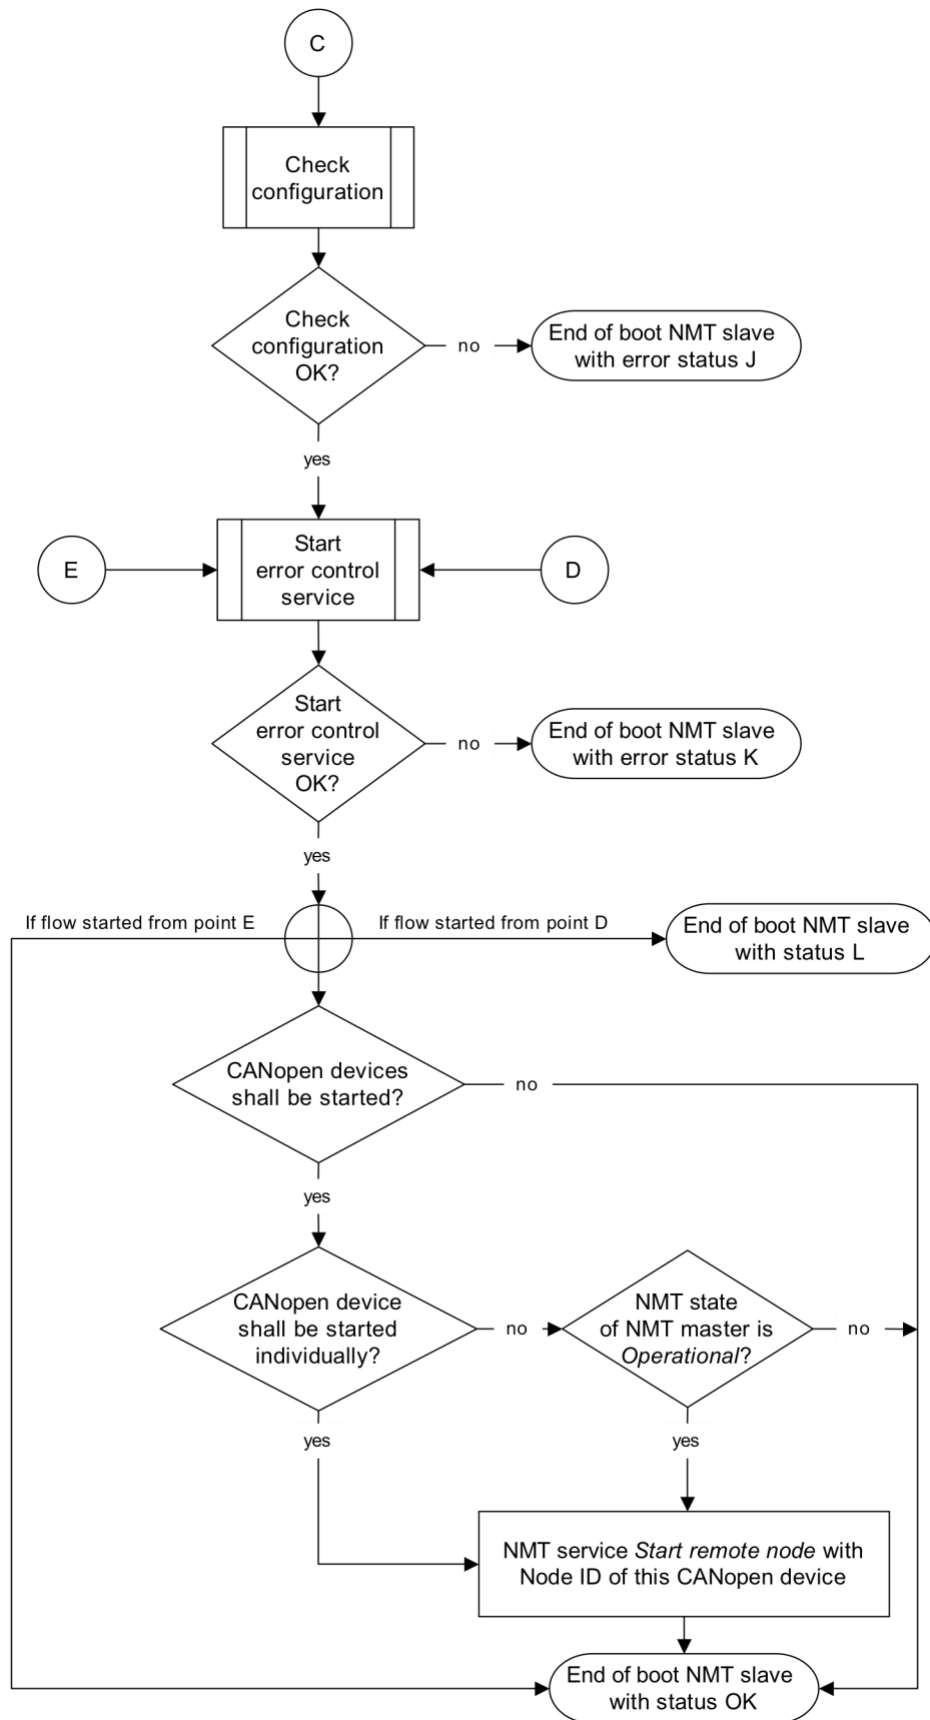 C
Check
configuration
Check
configuration
OK?
no
End of boot NMT slave
with error status J
yes
E
Start
error control
service
D
Start
error control
service
OK?
no
End of boot NMT slave
with error status K
yes
If flow started from point E
If flow started from point D
End of boot NMT slave
with status L
CANopen devices
shall be started?
no
yes
CANopen device
shall be started
individually?
no
NMT state
of NMT master is
Operational?
no
yes
yes
NMT service Start remote node with
Node ID of this CANopen device
End of boot NMT slave
with status OK